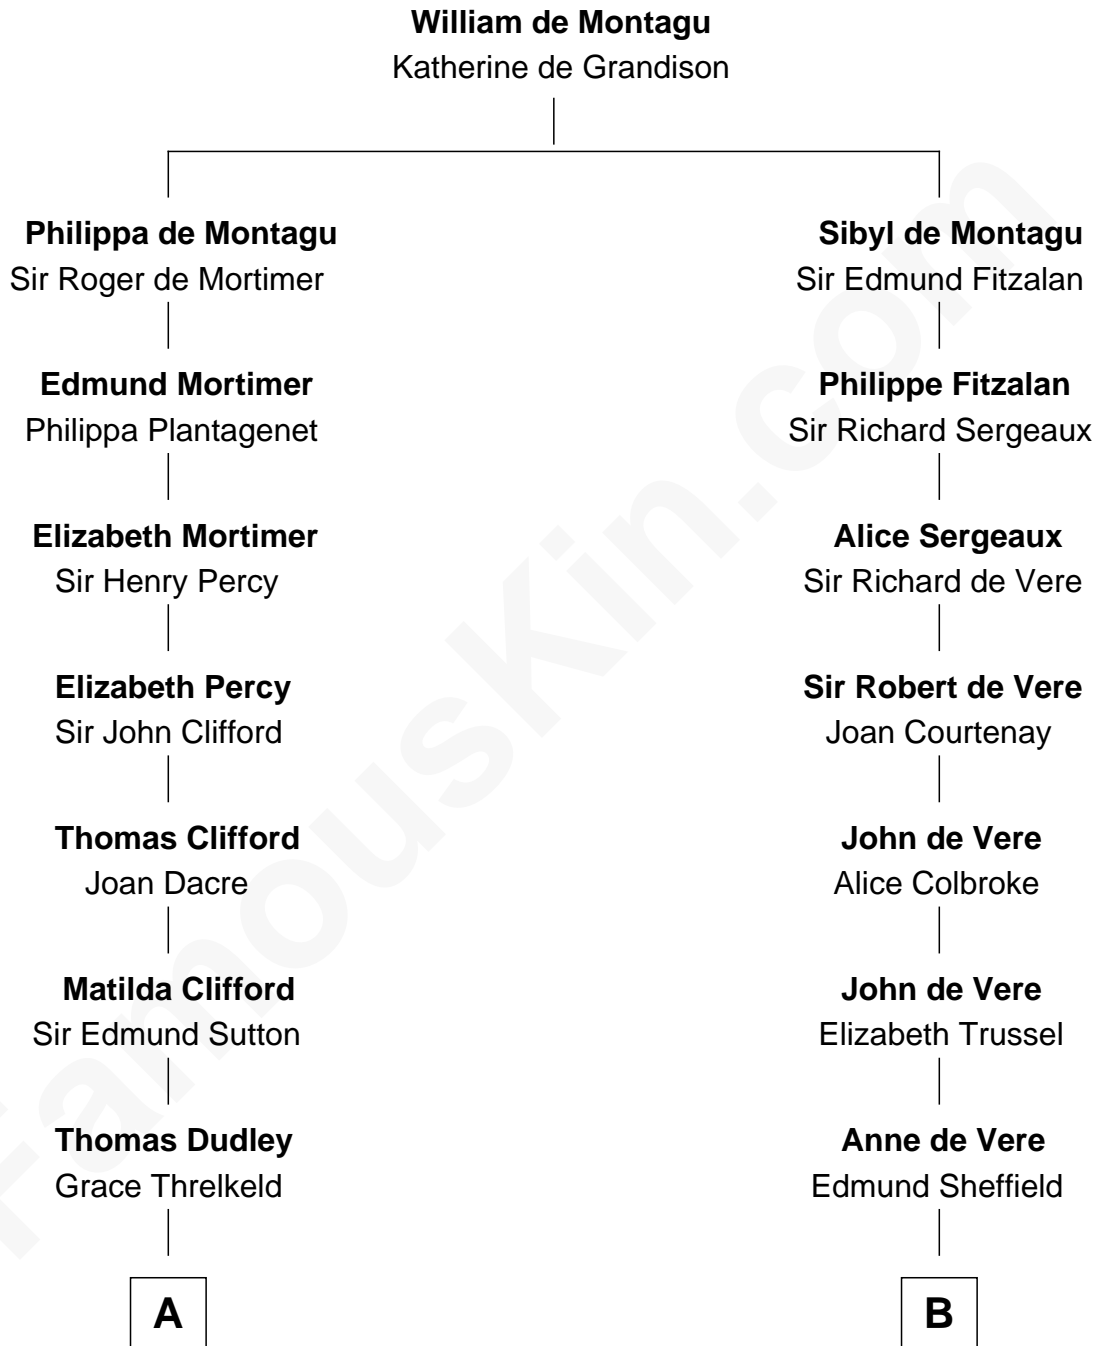 William de Montagu
Katherine de Grandison
Philippa de Montagu
Sir Roger de Mortimer
Sibyl de Montagu
Sir Edmund Fitzalan
Edmund Mortimer
Philippa Plantagenet
Philippe Fitzalan
Sir Richard Sergeaux
Elizabeth Mortimer
Sir Henry Percy
Alice Sergeaux
Sir Richard de Vere
Elizabeth Percy
Sir John Clifford
Sir Robert de Vere
Joan Courtenay
Thomas Clifford
Joan Dacre
John de Vere
Alice Colbroke
Matilda Clifford
Sir Edmund Sutton
John de Vere
Elizabeth Trussel
Thomas Dudley
Grace Threlkeld
Anne de Vere
Edmund Sheffield
A
B
FamousKin.com